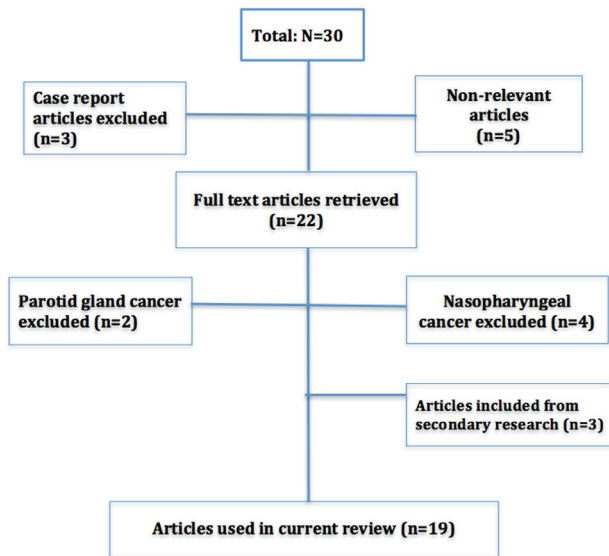 Total: N=30
Case report
articles excluded
(n=3)
Non-relevant
articles
(n=5)
Full text articles retrieved
(n=22)
Parotid gland cancer
excluded (n=2)
Nasopharyngeal
cancer excluded (n=4)
Articles included from
secondary research (n=3)
Articles used in current review (n=19)